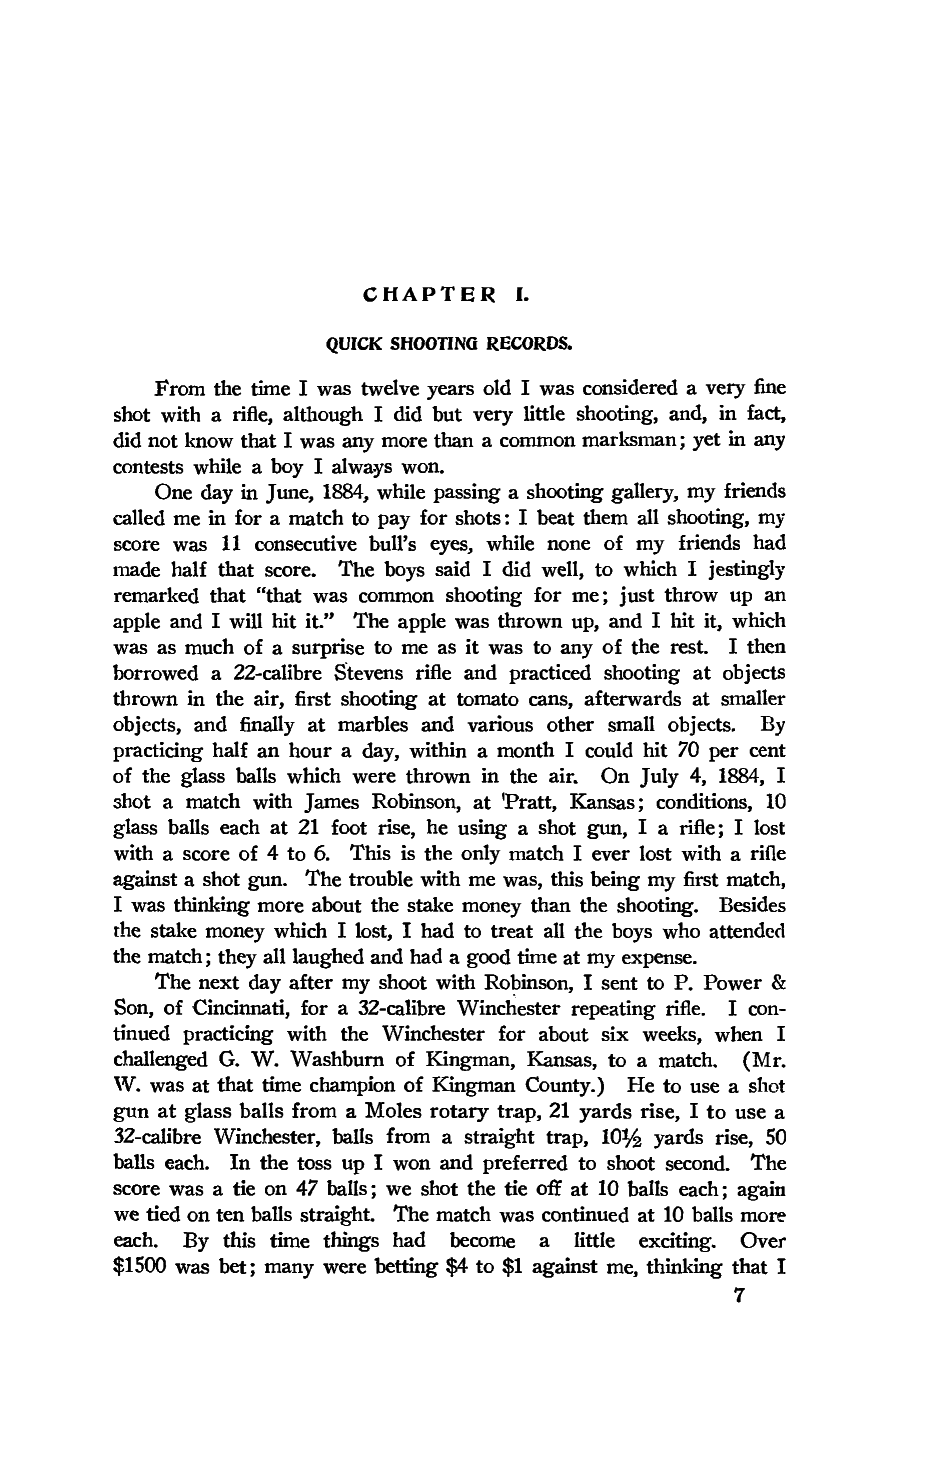 CHAPTER I.
QUICK SHOOTING RECORDS.
From the time I was twelve years old I was considered a very fine
shot with a rifle, although I did but very little shooting, and, in fact,
did not know that I was any more than a common marksman; yet in any
contests while a boy I always won.
One day in June, 1884, while passing a shooting gallery, my friends
called me in for a match to pay for shots: I beat them all shooting, my
score was 11 consecutive bull's eyes, while none of my friends had
made half that score. The boys said I did well, to which I jestingly
remarked that "that was common shooting for me; just throw up an
apple and I will hit it." The apple was thrown up, and I hit it, which
was as much of a surprise to me as it was to any of the rest. I then
borrowed a 22-calibre Stevens rifle and practiced shooting at objects
thrown in the air, first shooting at tomato cans, afterwards at smaller
objects, and finally at marbles and various other small objects. By
practicing half an hour a day, within a month I could hit 70 per cent
of the glass balls which were thrown in the air. On July 4, 1884, I
shot a match with James Robinson, at Pratt, Kansas; conditions, 10
glass balls each at 21 foot rise, he using a shot gun, I a rifle; I lost
with a score of 4 to 6. This is the only match I ever lost with a rifle
against a shot gun. The trouble with me was, this being my first match,
I was thinking more about the stake money than the shooting. Besides
the stake money which I lost, I had to treat all the boys who attended
the match; they all laughed and had a good time at my expense.
The next day after my shoot with Robinson, I sent to P. Power &
Son, of Cincinnati, for a 32-calibre Winchester repeating rifle. I con-
tinued practicing with the Winchester for about six weeks, when I
challenged G. W. Washburn of Kingman, Kansas, to a match. (Mr.
W. was at that time champion of Kingman County.) He to use a shot
gun at glass balls from a Moles rotary trap, 21 yards rise, I to use a
32-calibre Winchester, balls from a straight trap, 10½ yards rise, 50
balls each. In the toss up I won and preferred to shoot second. The
score was a tie on 47 balls; we shot the tie off at 10 balls each; again
we tied on ten balls straight. The match was continued at 10 balls more
each. By this time things had become a little exciting. Over
$1500 was bet; many were betting $4 to $1 against me, thinking that I
7